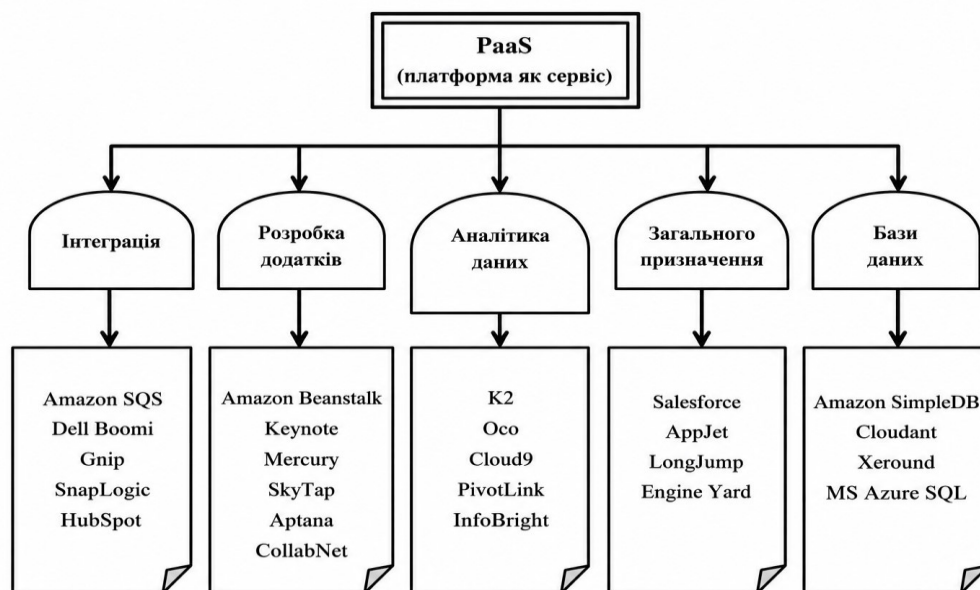 PaaS
(платформа як сервіс)
Інтеграція
Розробка
додатків
Аналітика
даних
Загального
призначення
Бази
даних
Amazon SQS
Dell Boomi
Gnip
SnapLogic
HubSpot
Amazon Beanstalk
Keynote
Mercury
SkyTap
Aptana
CollabNet
K2
Oco
Cloud9
PivotLink
InfoBright
Salesforce
AppJet
LongJump
Engine Yard
Amazon SimpleDB
Cloudant
Xeround
MS Azure SQL